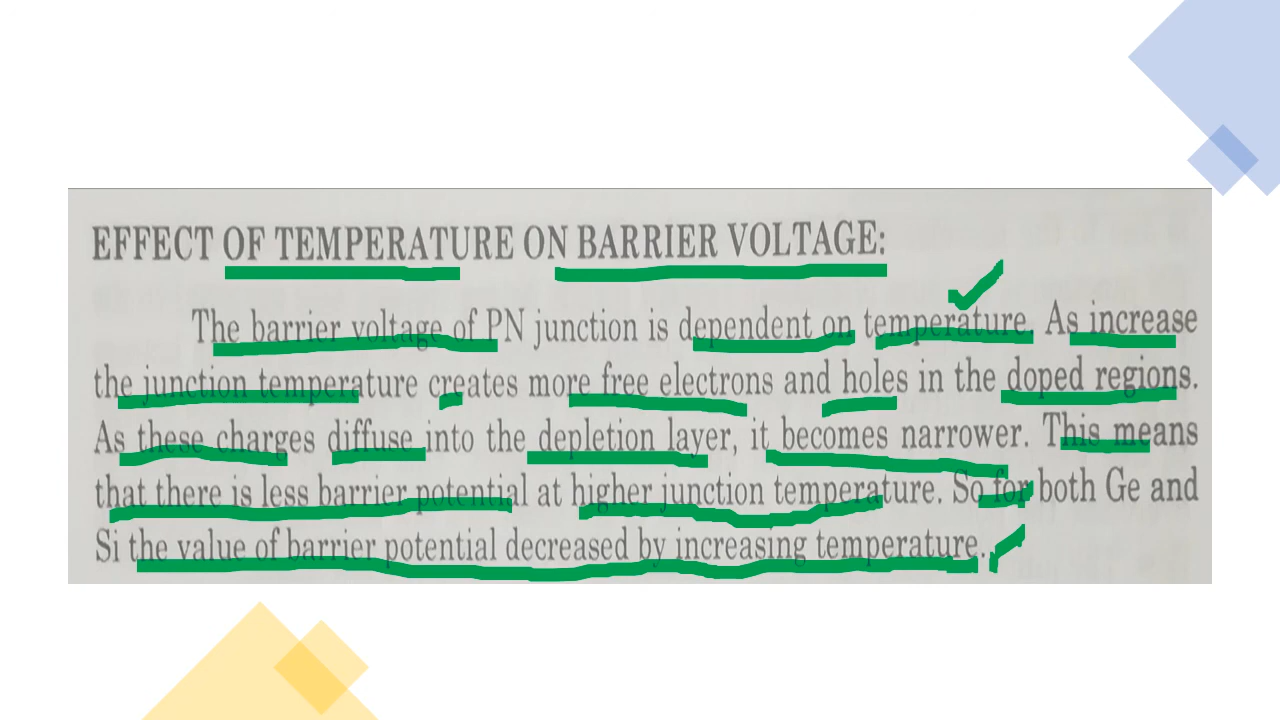 EFFECT OF TEMPERATURE ON BARRIER VOLTAGE:
The barrier voltage of PN junction is dependent on temperature. As increase
the junction temperature creates more free electrons and holes in the doped regions.
As these charges diffuse into the depletion layer, it becomes narrower. This means
that there is less barrier potential at higher junction temperature. So for both Ge and
Si the value of barrier potential decreased by increasing temperature.